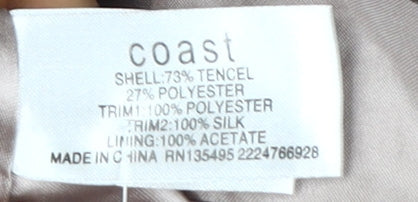 coast
SHELL:73% TENCEL
27% POLYESTER
TRIM1:100% POLYESTER
TRIM2:100% SILK
LINING:100% ACETATE
MADE IN CHINA RN135495 2224766928